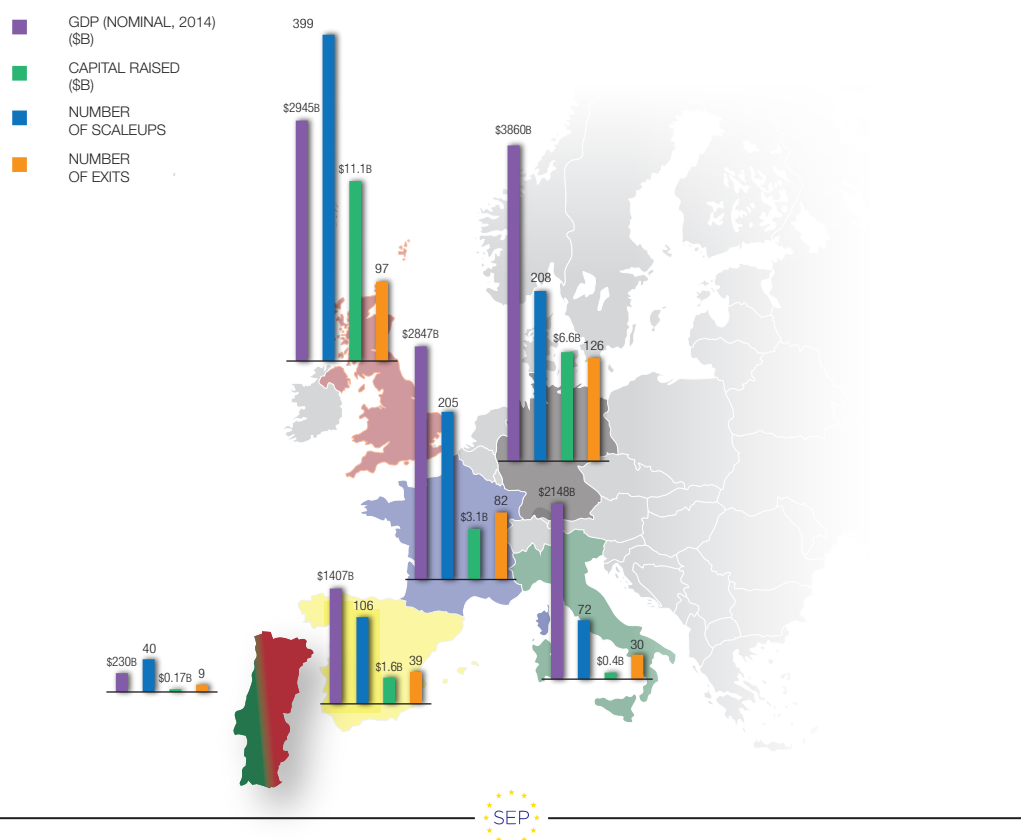 GDP (NOMINAL, 2014)
($B)
CAPITAL RAISED
($B)
NUMBER
OF SCALEUPS
NUMBER
OF EXITS
399
$2945B
$11.1B
97
$3860B
208
$6.6B
126
$2847B
205
$3.1B
82
$2148B
72
$0.4B
30
$1407B
106
$1.6B
39
$230B
40
$0.17B
9
SEP